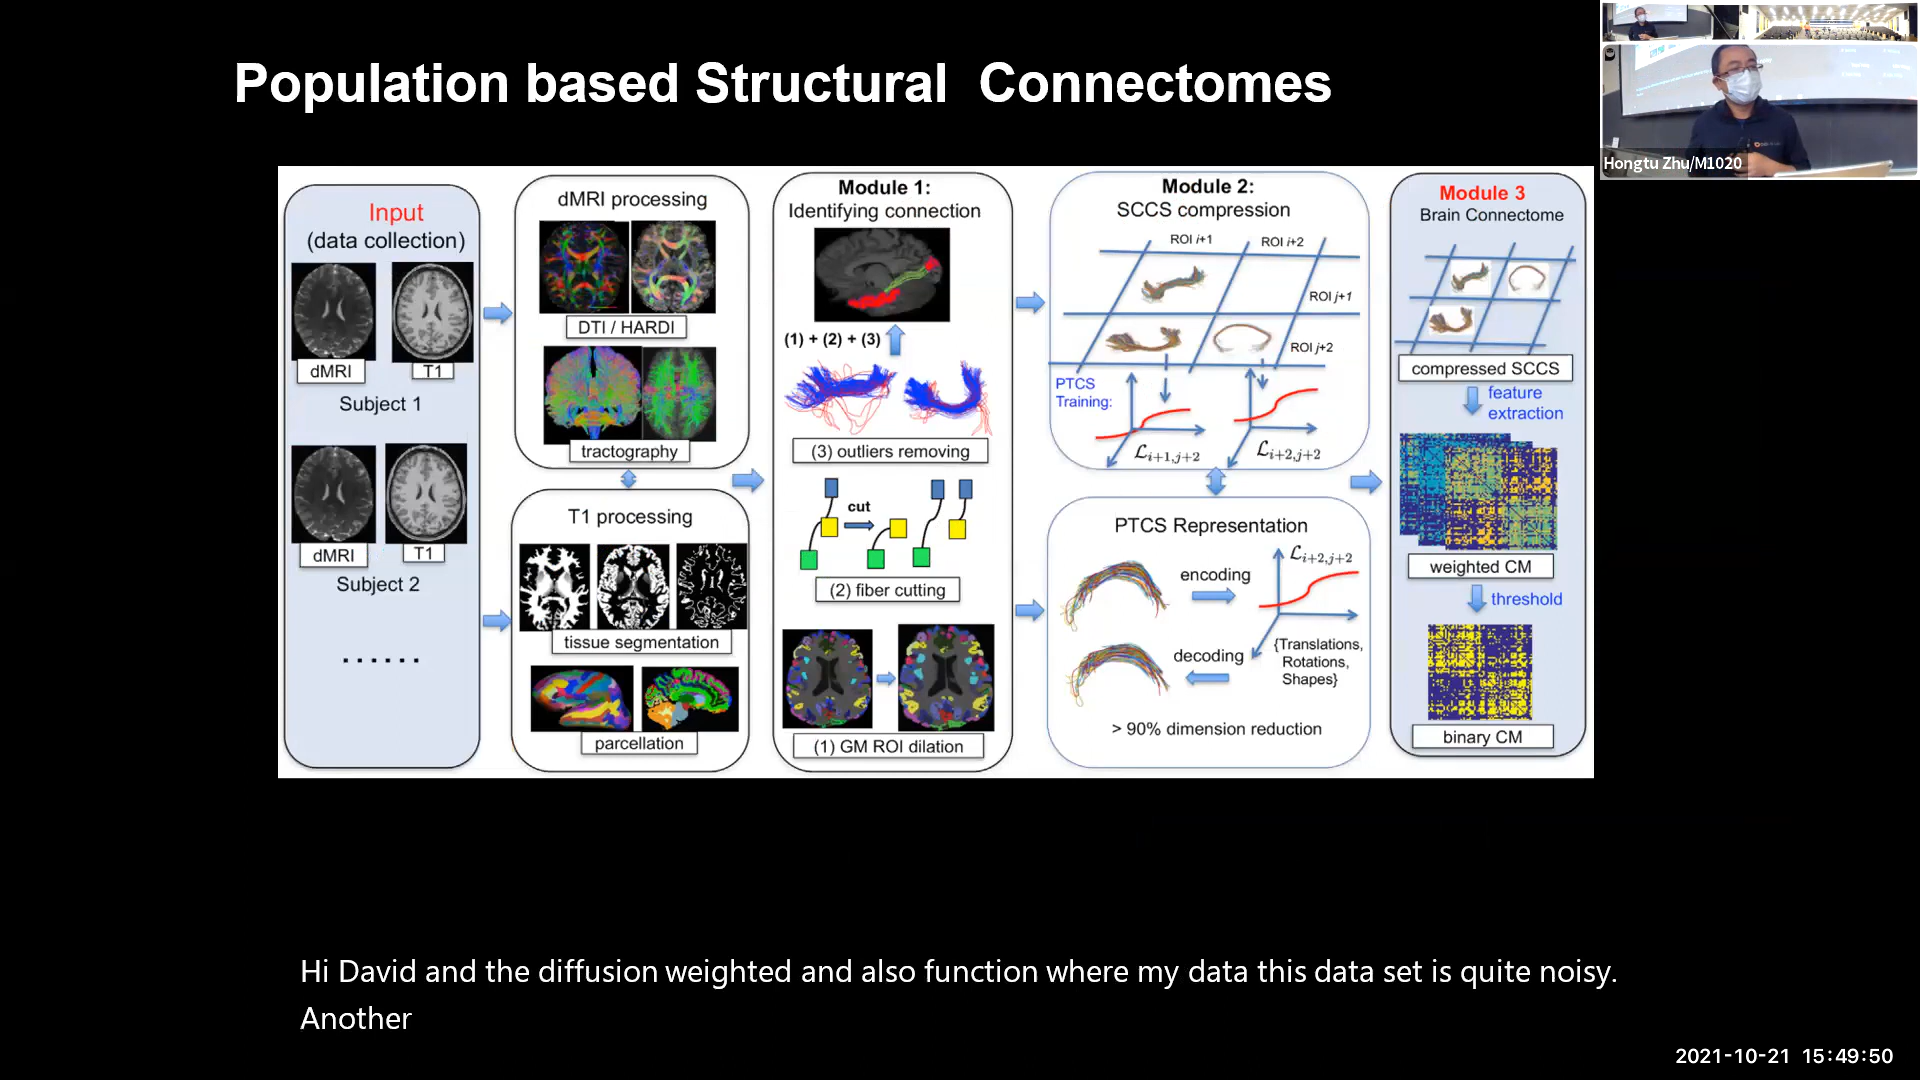 Population based Structural Connectomes
Hongtu Zhu/M1020
Input
(data collection)
dMRI
T1
Subject 1
dMRI
T1
Subject 2
......
dMRI processing
DTI / HARDI
tractography
T1 processing
tissue segmentation
parcellation
Module 1:
Identifying connection
(1) + (2) + (3)
(3) outliers removing
cut
(2) fiber cutting
(1) GM ROI dilation
Module 2:
SCCS compression
ROI i+1
ROI i+2
ROI j+1
ROI j+2
PTCS
Training:
ℒi+1,j+2
ℒi+2,j+2
PTCS Representation
encoding
ℒi+2,j+2
decoding
{Translations,
Rotations,
Shapes}
> 90% dimension reduction
Module 3
Brain Connectome
compressed SCCS
feature
extraction
weighted CM
threshold
binary CM
Hi David and the diffusion weighted and also function where my data this data set is quite noisy.
Another
2021-10-21 15:49:50